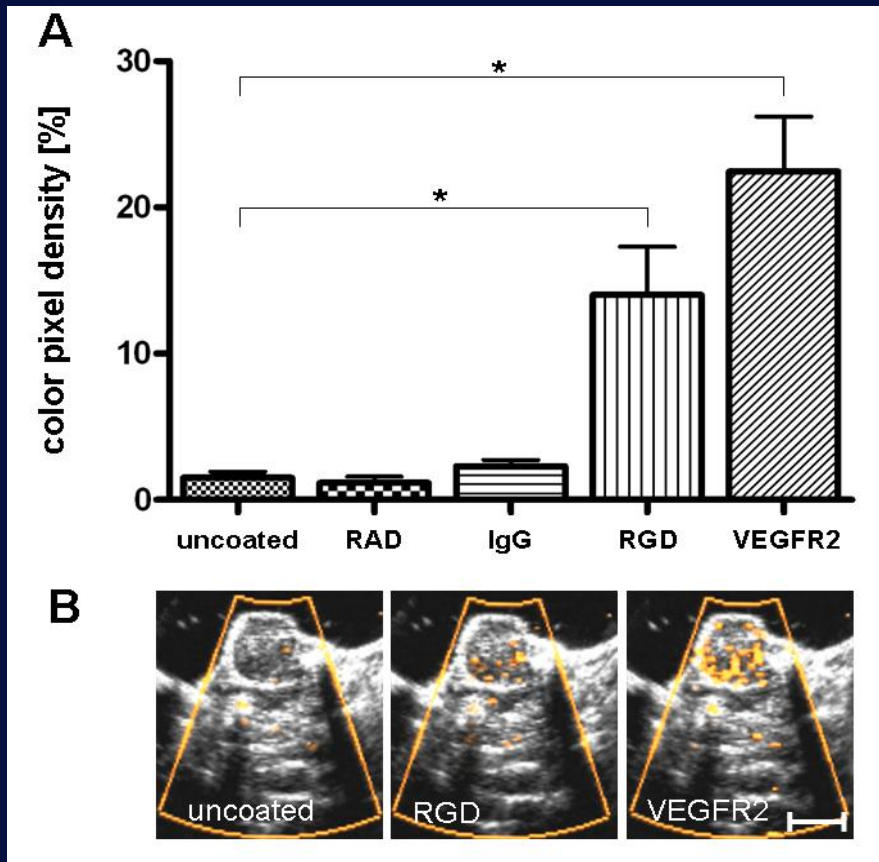 A
color pixel density [%]
30
20
10
0
*
*
uncoated
RAD
IgG
RGD
VEGFR2
B
uncoated
RGD
VEGFR2